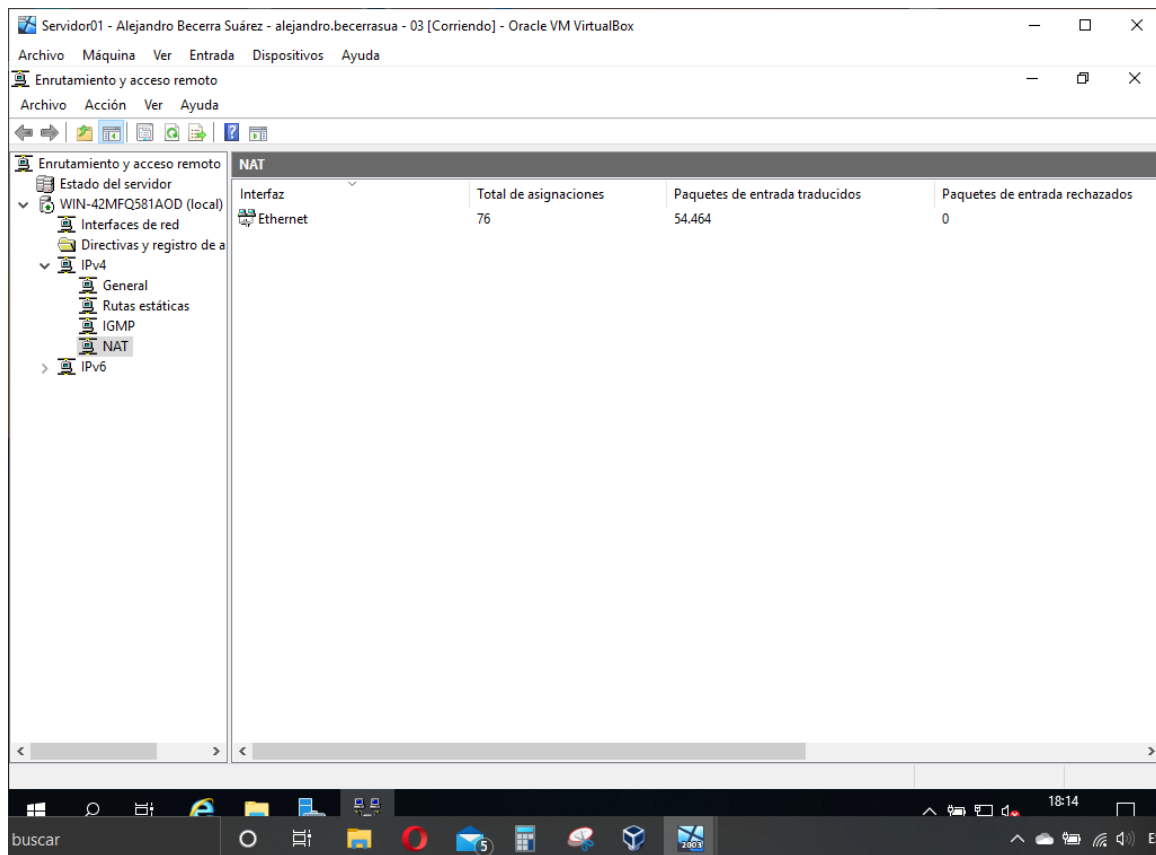 Servidor01 - Alejandro Becerra Suárez - alejandro.becerrasua - 03 [Corriendo] - Oracle VM VirtualBox
Archivo Máquina Ver Entrada Dispositivos Ayuda
Enrutamiento y acceso remoto
Archivo Acción Ver Ayuda
Enrutamiento y acceso remoto
Estado del servidor
WIN-42MFQ581AOD (local)
Interfaces de red
Directivas y registro de a
IPv4
General
Rutas estáticas
IGMP
NAT
IPv6
NAT
Interfaz Total de asignaciones Paquetes de entrada traducidos Paquetes de entrada rechazados
Ethernet 76 54.464 0
18:14
buscar
5
2003
E